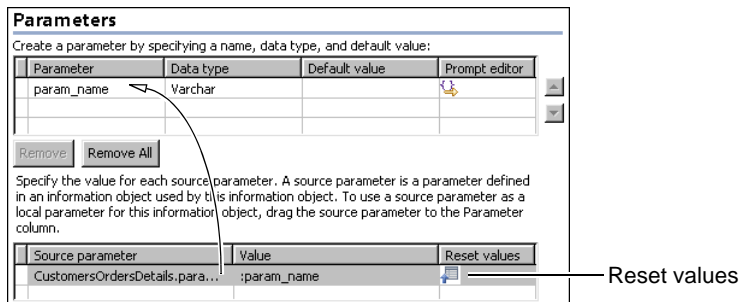 Parameters
Create a parameter by specifying a name, data type, and default value:
Parameter Data type Default value Prompt editor
param_name Varchar
Remove Remove All
Specify the value for each source parameter. A source parameter is a parameter defined
in an information object used by this information object. To use a source parameter as a
local parameter for this information object, drag the source parameter to the Parameter
column.
Source parameter Value Reset values
CustomersOrdersDetails.para... :param_name
Reset values